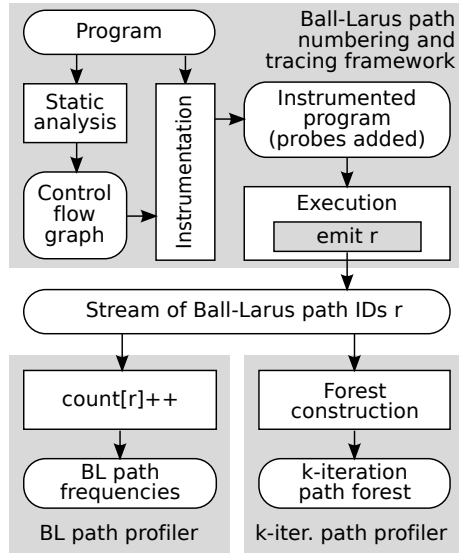 Program
Ball-Larus path
numbering and
tracing framework
Static
analysis
Instrumentation
Instrumented
program
(probes added)
Control
flow
graph
Execution
emit r
Stream of Ball-Larus path IDs r
count[r]++
Forest
construction
BL path
frequencies
k-iteration
path forest
BL path profiler
k-iter. path profiler